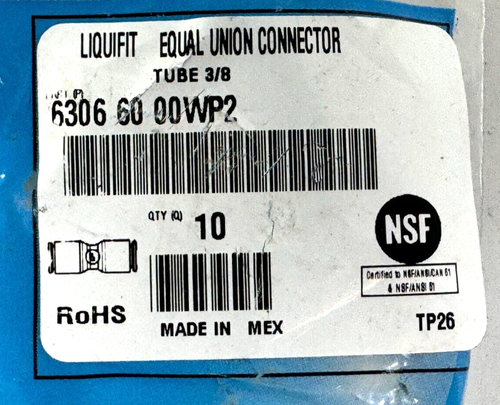 LIQUIFIT EQUAL UNION CONNECTOR
TUBE 3/8
6306 60 00WP2
QTY (Q) 10
NSF
Certified to NSF/ANSI/CAN 61
& NSF/ANSI 51
RoHS
MADE IN MEX
TP26